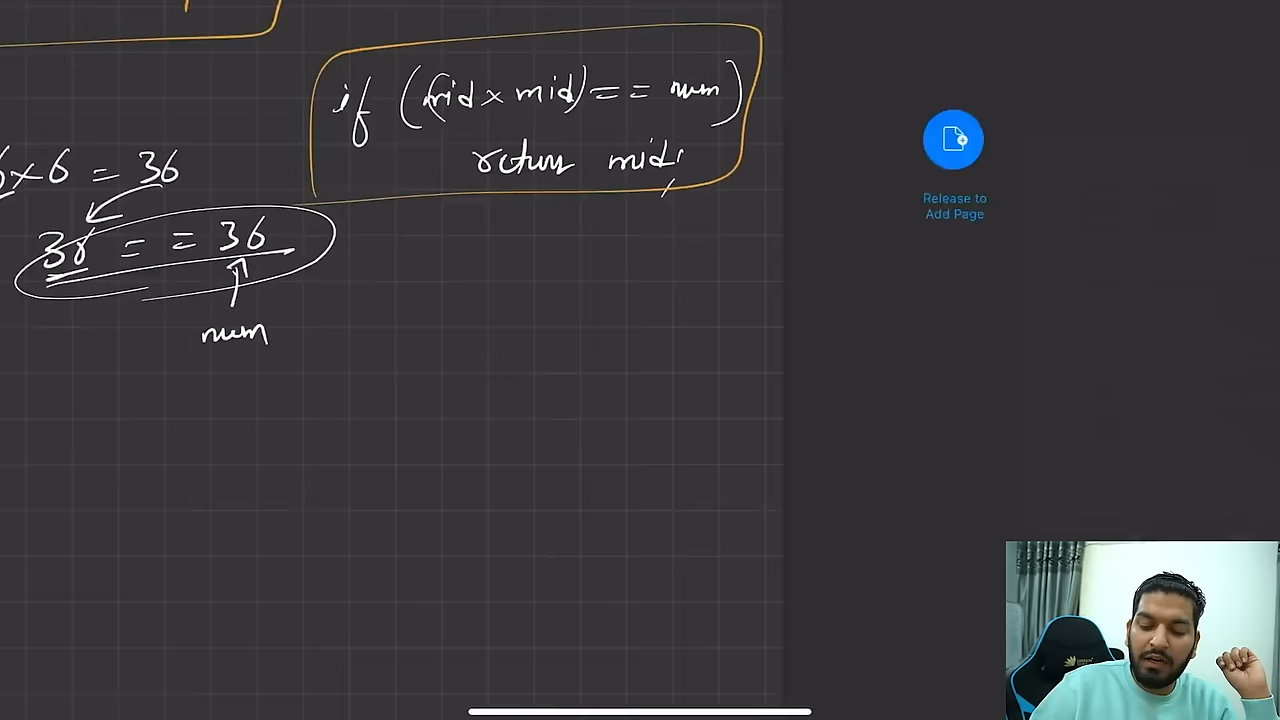 if (mid × mid) == num)
return mid;
6×6 = 36
36 == 36
num
Release to
Add Page